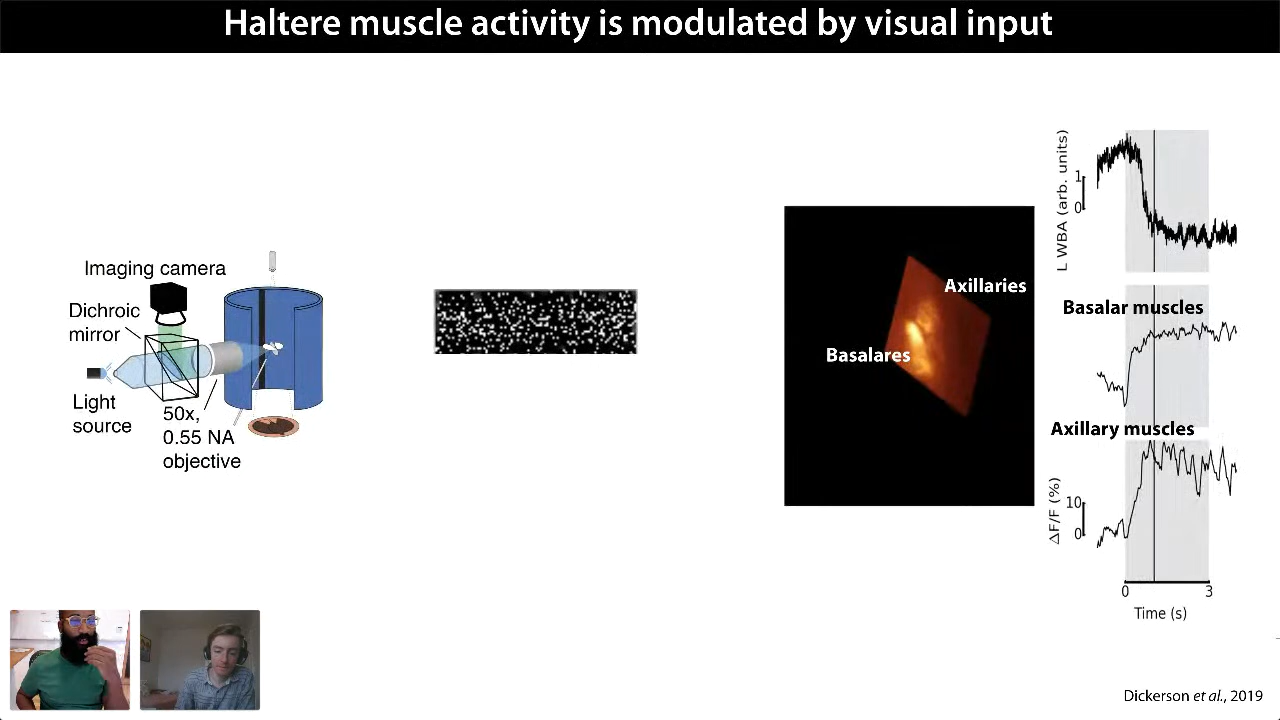 Haltere muscle activity is modulated by visual input
Imaging camera
Dichroic
mirror
Light
source
50x,
0.55 NA
objective
Axillaries
Basalares
L WBA (arb. units)
1
0
Basalar muscles
Axillary muscles
ΔF/F (%)
10
0
0 3
Time (s)
Dickerson et al., 2019